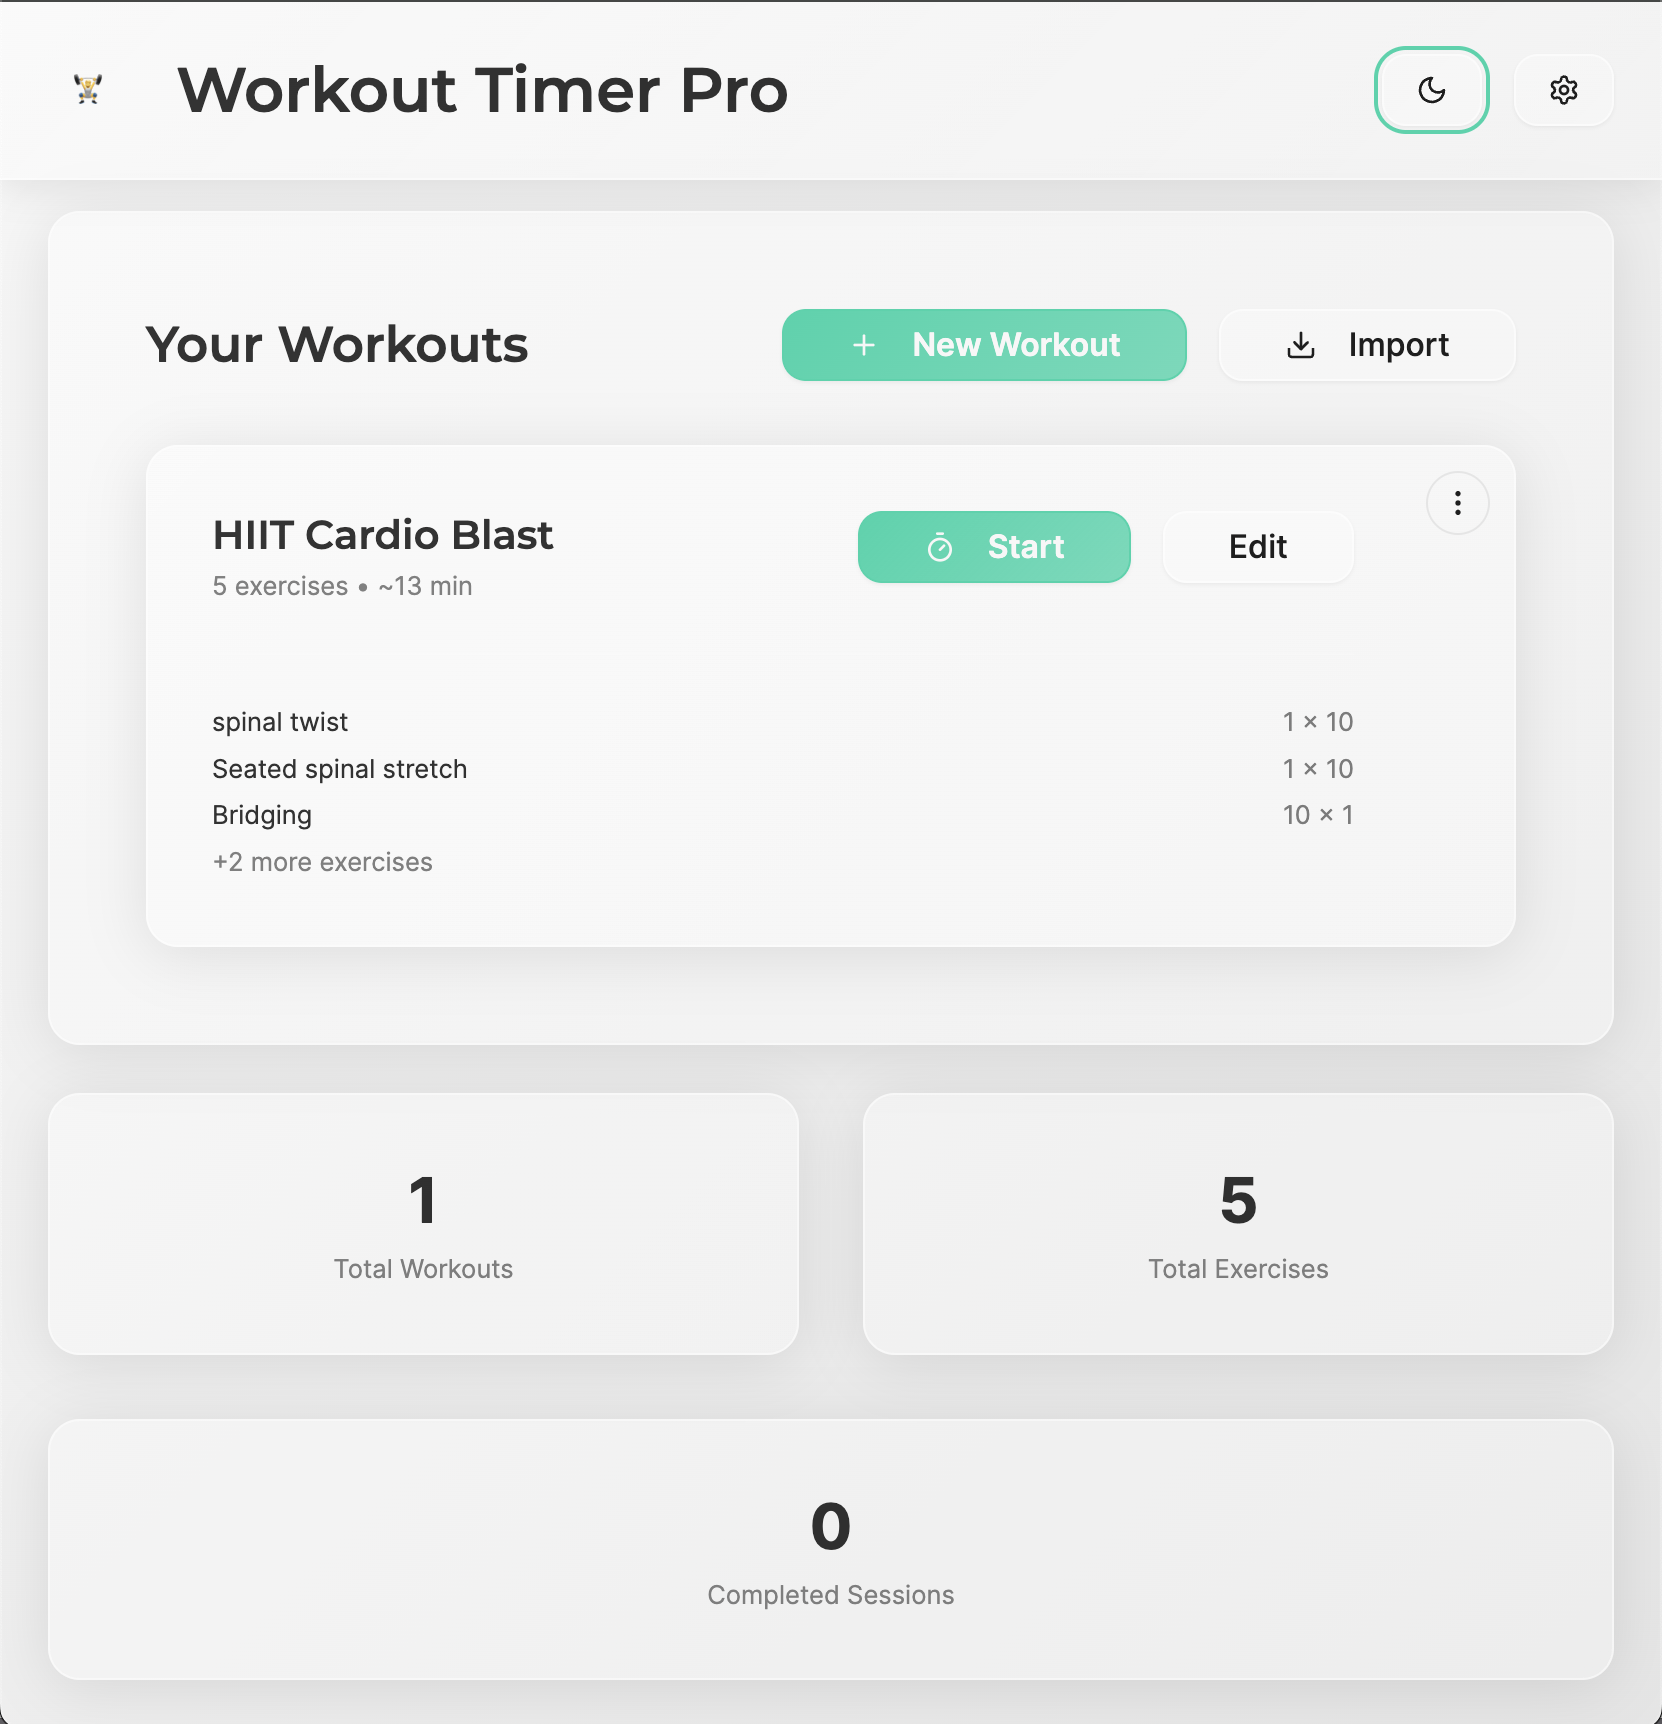 Workout Timer Pro
Your Workouts
New Workout
Import
HIIT Cardio Blast
Start
Edit
5 exercises • ~13 min
spinal twist 1 × 10
Seated spinal stretch 1 × 10
Bridging 10 × 1
+2 more exercises
1
Total Workouts
5
Total Exercises
0
Completed Sessions